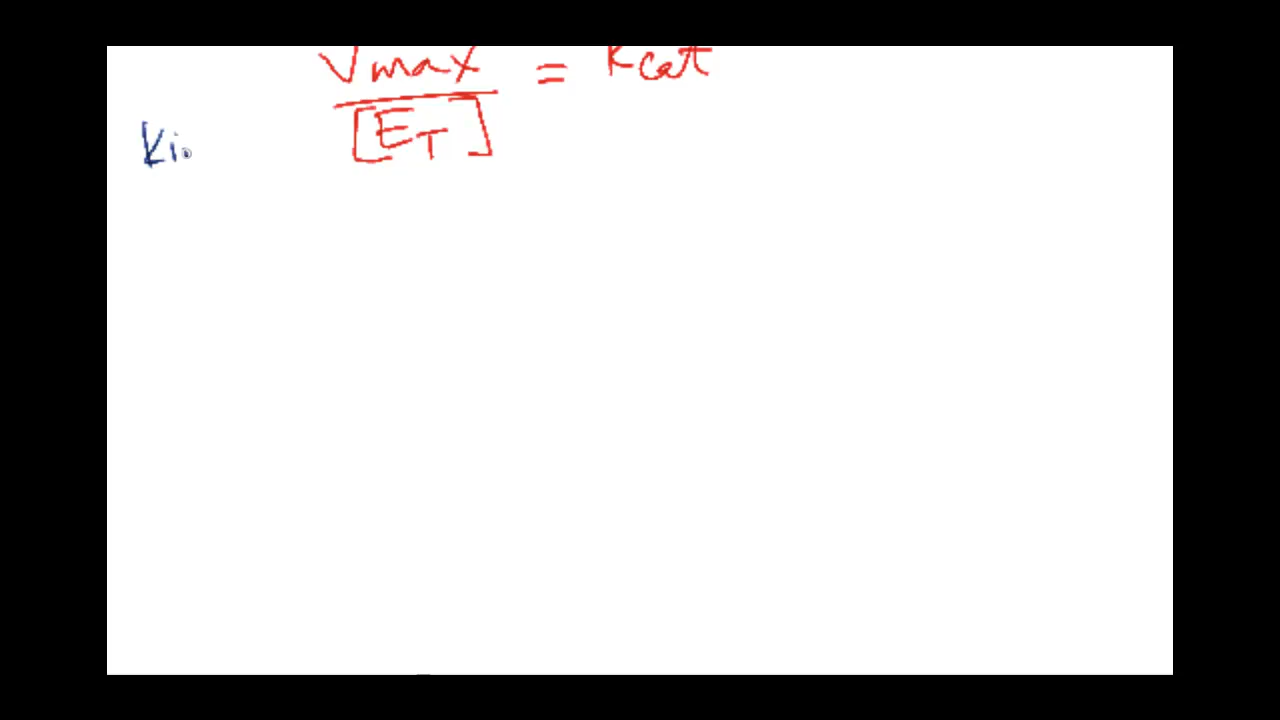 Vmax = Kcat
[ET]
Ki